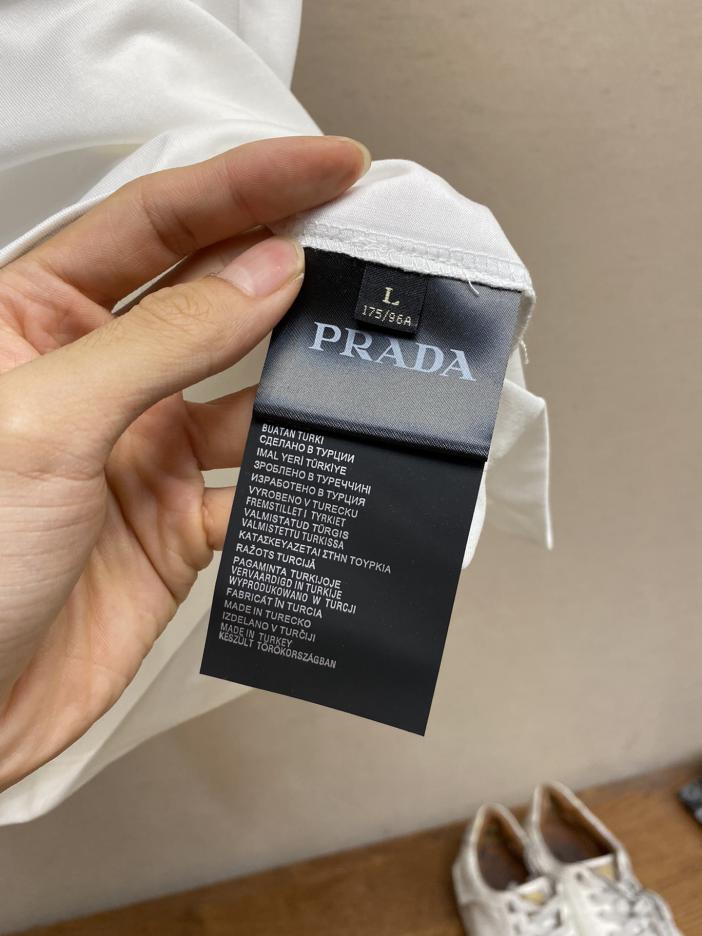 L
175/96A
PRADA
BUATAN TURKI
СДЕЛАНО В ТУРЦИИ
IMAL YERİ TÜRKIYE
ЗРОБЛЕНО В ТУРЕЧЧИНІ
ИЗРАБОТЕНО В ТУРЦИЯ
VYROBENO V TURECKU
FREMSTILLET I TYRKIET
VALMISTATUD TÜRGIS
VALMISTETTU TURKISSA
ΚΑΤΑΣΚΕΥΑΖΕΤΑΙ ΣΤΗΝ ΤΟΥΡΚΙΑ
RAŽOTS TURCIJĀ
PAGAMINTA TURKIJOJE
VERVAARDIGD IN TURKIJE
WYPRODUKOWANO W TURCJI
FABRICAT ÎN TURCIA
MADE IN TURECKO
IZDELANO V TURČIJI
MADE IN TURKEY
KÉSZÜLT TÖRÖKORSZÁGBAN